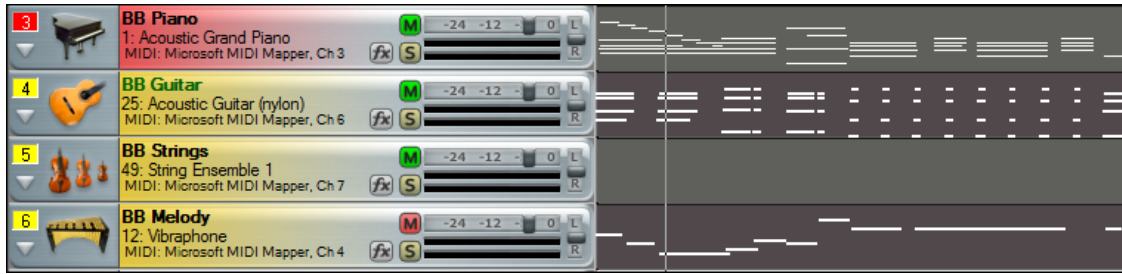 3
BB Piano
1: Acoustic Grand Piano
MIDI: Microsoft MIDI Mapper, Ch 3
fx M S
-24 -12 - 0 L
R
4
BB Guitar
25: Acoustic Guitar (nylon)
MIDI: Microsoft MIDI Mapper, Ch 6
fx M S
-24 -12 - 0 L
R
5
BB Strings
49: String Ensemble 1
MIDI: Microsoft MIDI Mapper, Ch 7
fx M S
-24 -12 - 0 L
R
6
BB Melody
12: Vibraphone
MIDI: Microsoft MIDI Mapper, Ch 4
fx M S
-24 -12 - 0 L
R